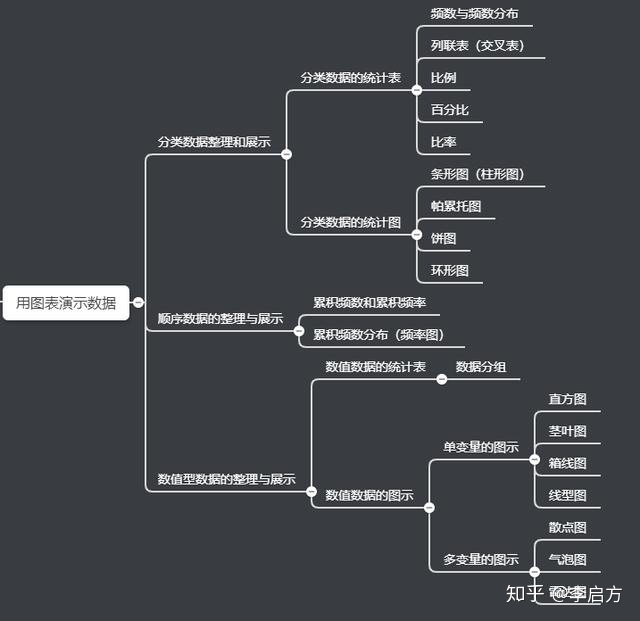 用图表演示数据
分类数据整理和展示
分类数据的统计表
频数与频数分布
列联表（交叉表）
比例
百分比
比率
分类数据的统计图
条形图（柱形图）
帕累托图
饼图
环形图
顺序数据的整理与展示
累积频数和累积频率
累积频数分布（频率图）
数值型数据的整理与展示
数值数据的统计表
数据分组
数值数据的图示
单变量的图示
直方图
茎叶图
箱线图
线型图
多变量的图示
散点图
气泡图
知乎 @李启方